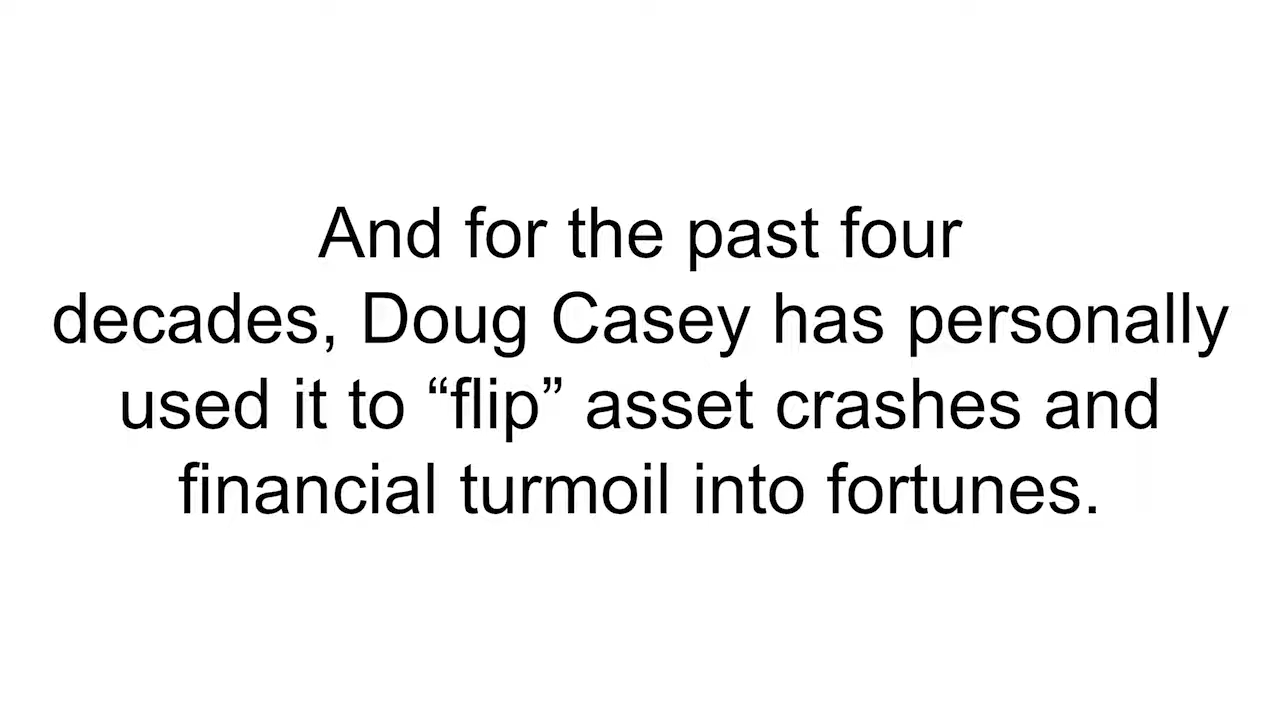 And for the past four
decades, Doug Casey has personally
used it to “flip” asset crashes and
financial turmoil into fortunes.